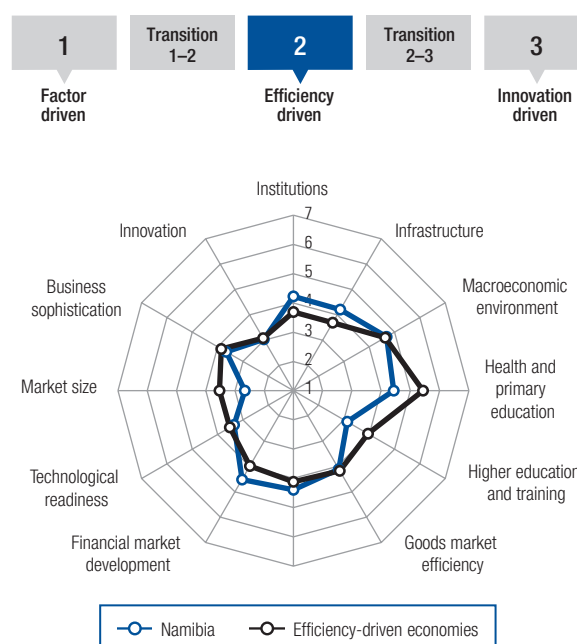 1
Transition
1–2
2
Transition
2–3
3
Factor
driven
Efficiency
driven
Innovation
driven
Institutions
7
6
5
4
3
2
1
Infrastructure
Macroeconomic
environment
Health and
primary
education
Higher education
and training
Goods market
efficiency
Financial market
development
Technological
readiness
Market size
Business
sophistication
Innovation
Namibia
Efficiency-driven economies